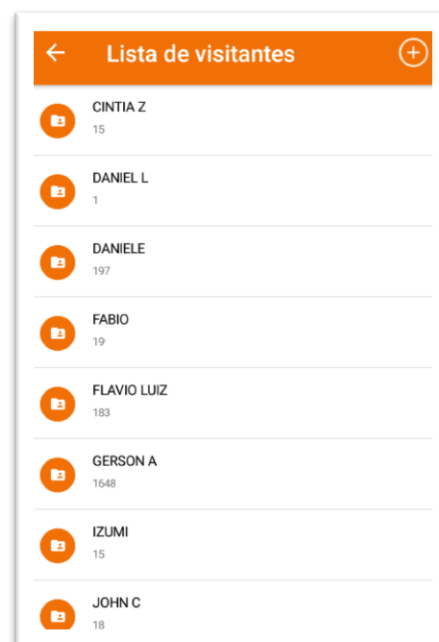 Lista de visitantes
CINTIA Z
15
DANIEL L
1
DANIELE
197
FABIO
19
FLAVIO LUIZ
183
GERSON A
1648
IZUMI
15
JOHN C
18